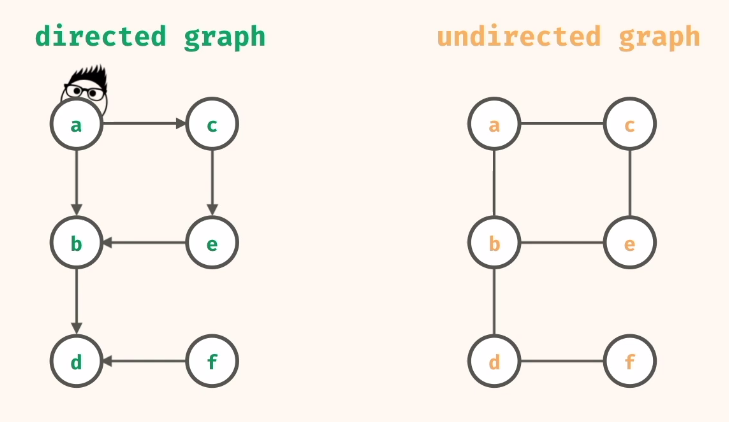 directed graph
a c
b e
d f
undirected graph
a c
b e
d f